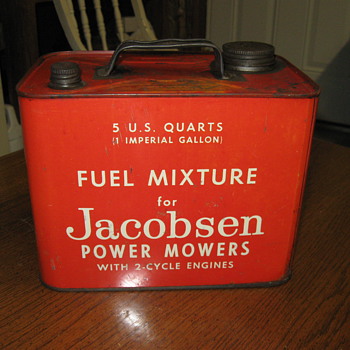 5 U.S. QUARTS
(1 IMPERIAL GALLON)
FUEL MIXTURE
for
Jacobsen
POWER MOWERS
WITH 2-CYCLE ENGINES